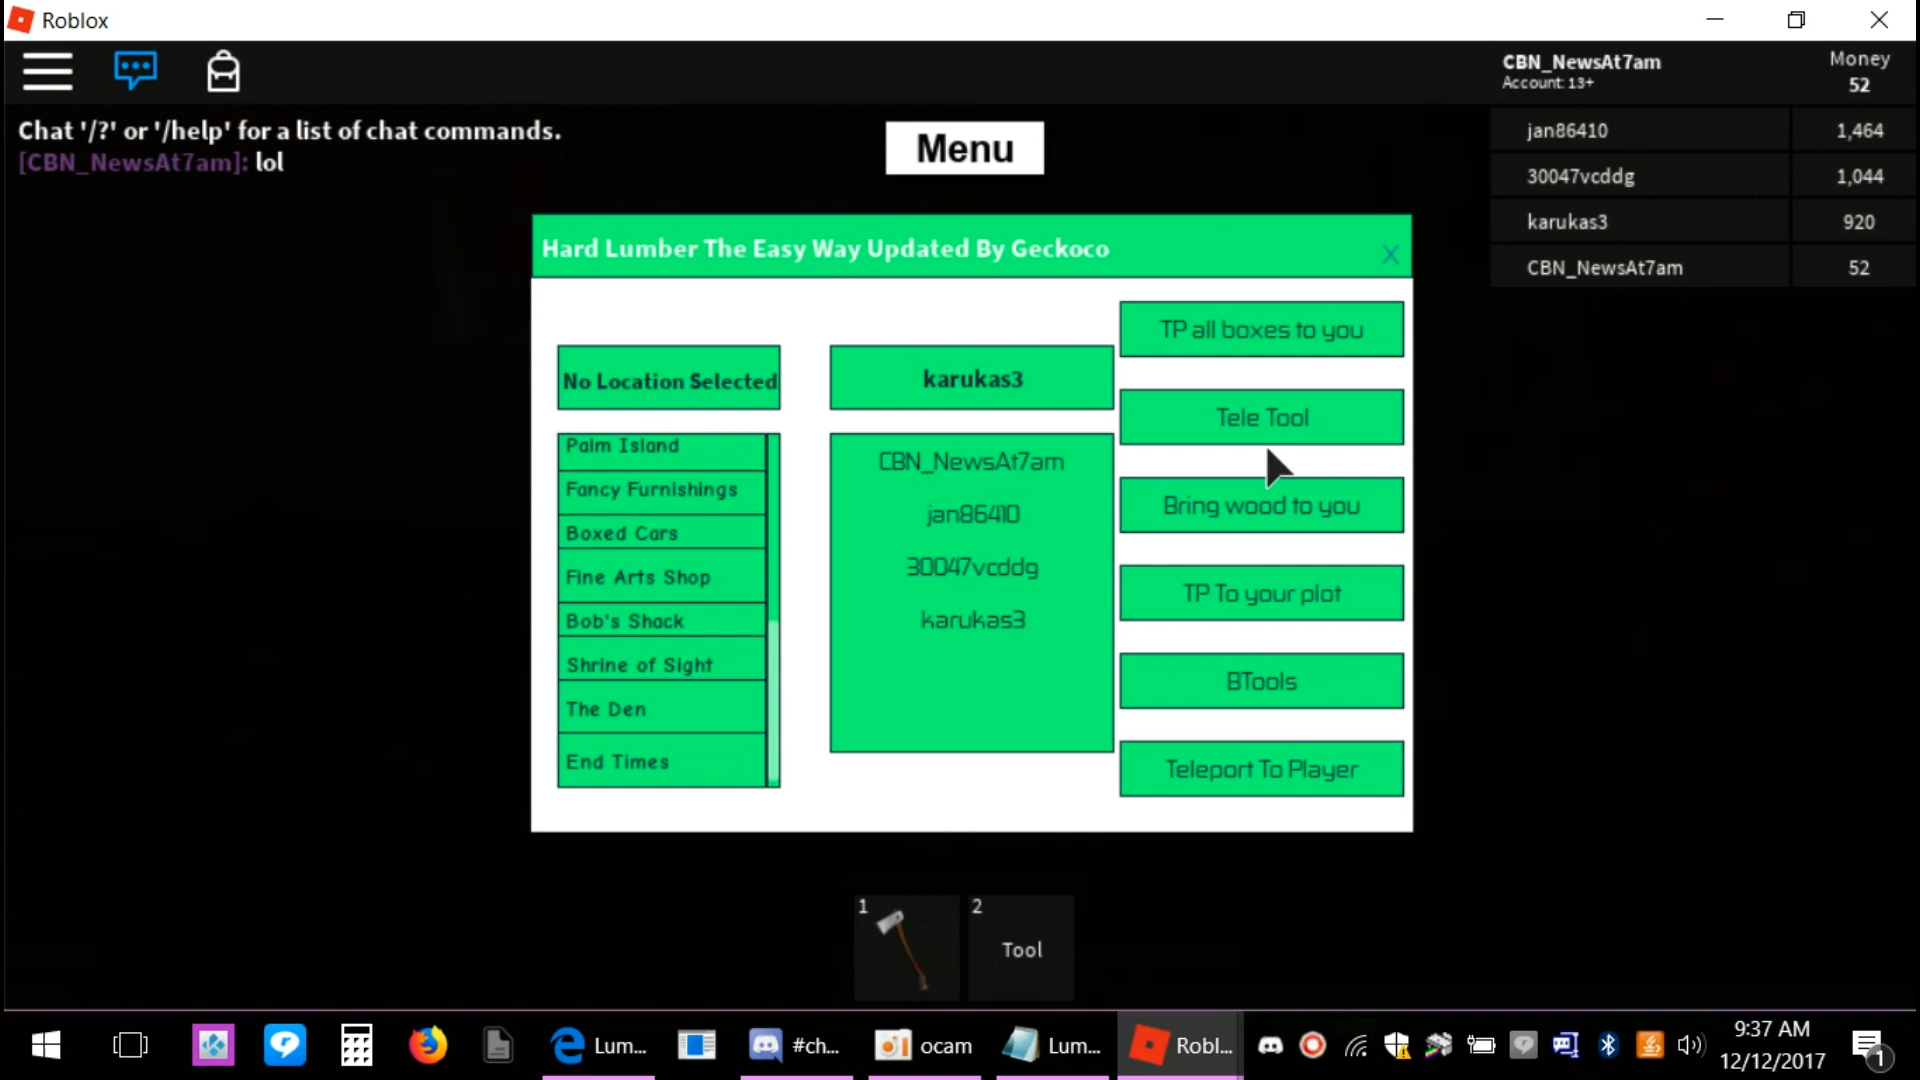 Roblox
CBN_NewsAt7am
Account: 13+
Money
52
Chat '/?' or '/help' for a list of chat commands.
[CBN_NewsAt7am]: lol
Menu
jan86410 1,464
30047vcddg 1,044
karukas3 920
CBN_NewsAt7am 52
Hard Lumber The Easy Way Updated By Geckoco
X
No Location Selected
Palm Island
Fancy Furnishings
Boxed Cars
Fine Arts Shop
Bob's Shack
Shrine of Sight
The Den
End Times
karukas3
CBN_NewsAt7am
jan86410
30047vcddg
karukas3
TP all boxes to you
Tele Tool
Bring wood to you
TP To your plot
BTools
Teleport To Player
1
2
Tool
Lum...
#ch...
ocam
Lum...
Robl...
9:37 AM
12/12/2017
1